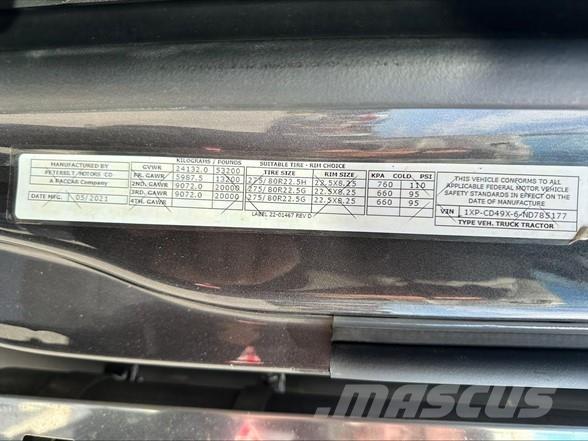 MANUFACTURED BY
PETERBILT MOTORS CO
A PACCAR Company
DATE MFG. 05/2021
KILOGRAMS / POUNDS SUITABLE TIRE - RIM CHOICE
GVWR 24132.0 52200 TIRE SIZE RIM SIZE KPA COLD PSI
FR. GAWR 5987.5 13200 275/80R22.5H 22.5X8.25 760 110
2ND. GAWR 9072.0 20000 275/80R22.5G 22.5X8.25 660 95
3RD. GAWR 9072.0 20000 275/80R22.5G 22.5X8.25 660 95
4TH. GAWR
LABEL 22-01467 REV D
THIS VEHICLE CONFORMS TO ALL
APPLICABLE FEDERAL MOTOR VEHICLE
SAFETY STANDARDS IN EFFECT ON THE
DATE OF MANUFACTURE
VIN 1XP-CD49X-6-ND785177
TYPE VEH. TRUCK TRACTOR
MASCUS